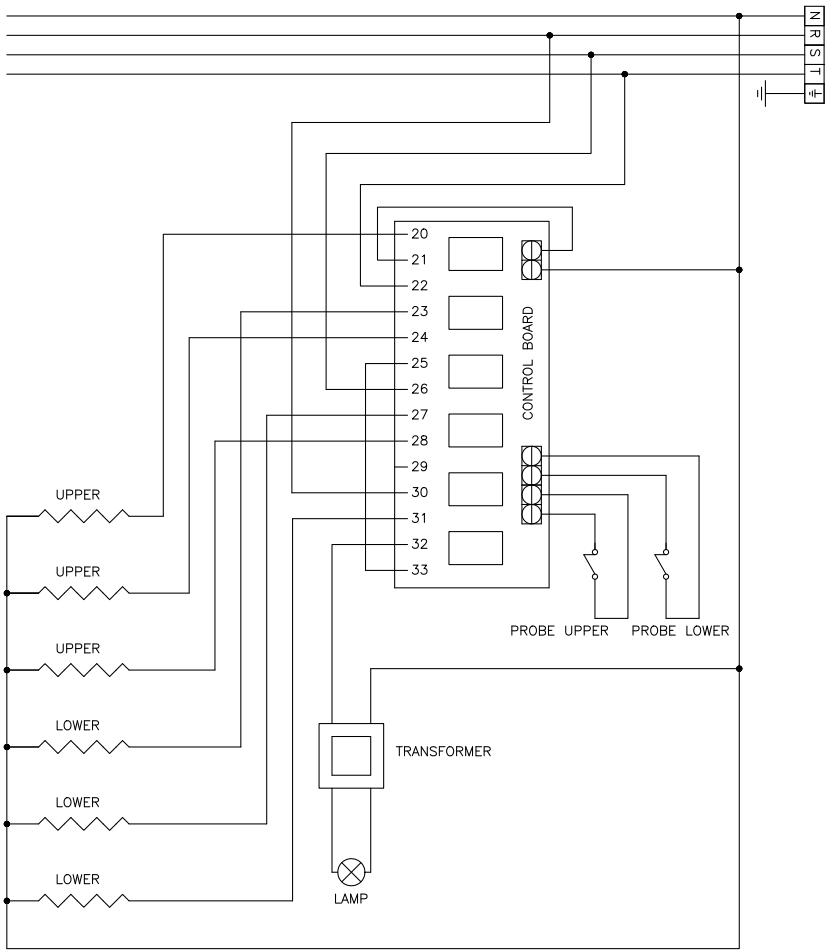 N
R
S
T
20
21
22
23
24
25
26
27
28
29
30
31
32
33
CONTROL BOARD
UPPER
UPPER
UPPER
LOWER
LOWER
LOWER
PROBE UPPER
PROBE LOWER
TRANSFORMER
LAMP